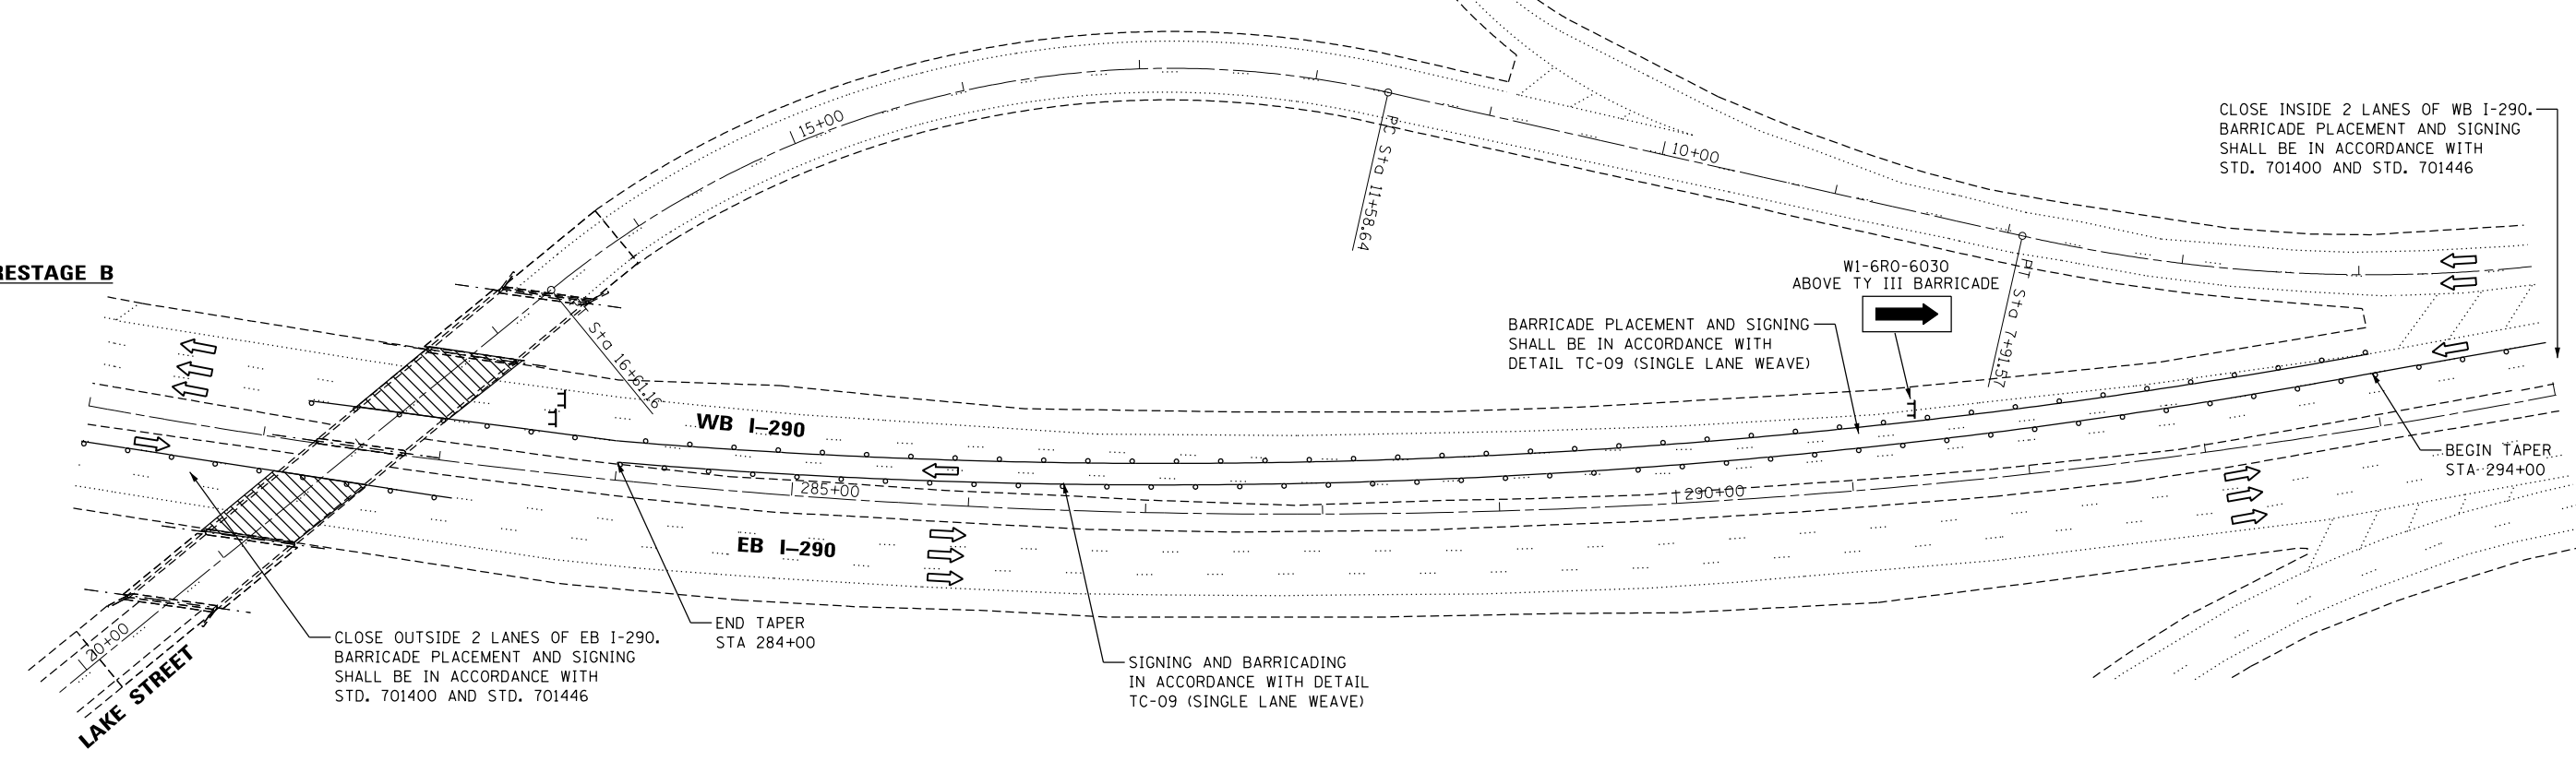 CLOSE INSIDE 2 LANES OF WB I-290.
BARRICADE PLACEMENT AND SIGNING
SHALL BE IN ACCORDANCE WITH
STD. 701400 AND STD. 701446
15+00
10+00
PC Sta 11+58.64
RESTAGE B
W1-6R0-6030
ABOVE TY III BARRICADE
PT Sta 7+91.57
BARRICADE PLACEMENT AND SIGNING
SHALL BE IN ACCORDANCE WITH
DETAIL TC-09 (SINGLE LANE WEAVE)
Sta 16+61.16
WB I-290
BEGIN TAPER
STA 294+00
285+00
290+00
EB I-290
END TAPER
STA 284+00
CLOSE OUTSIDE 2 LANES OF EB I-290.
BARRICADE PLACEMENT AND SIGNING
SHALL BE IN ACCORDANCE WITH
STD. 701400 AND STD. 701446
20+00
LAKE STREET
SIGNING AND BARRICADING
IN ACCORDANCE WITH DETAIL
TC-09 (SINGLE LANE WEAVE)